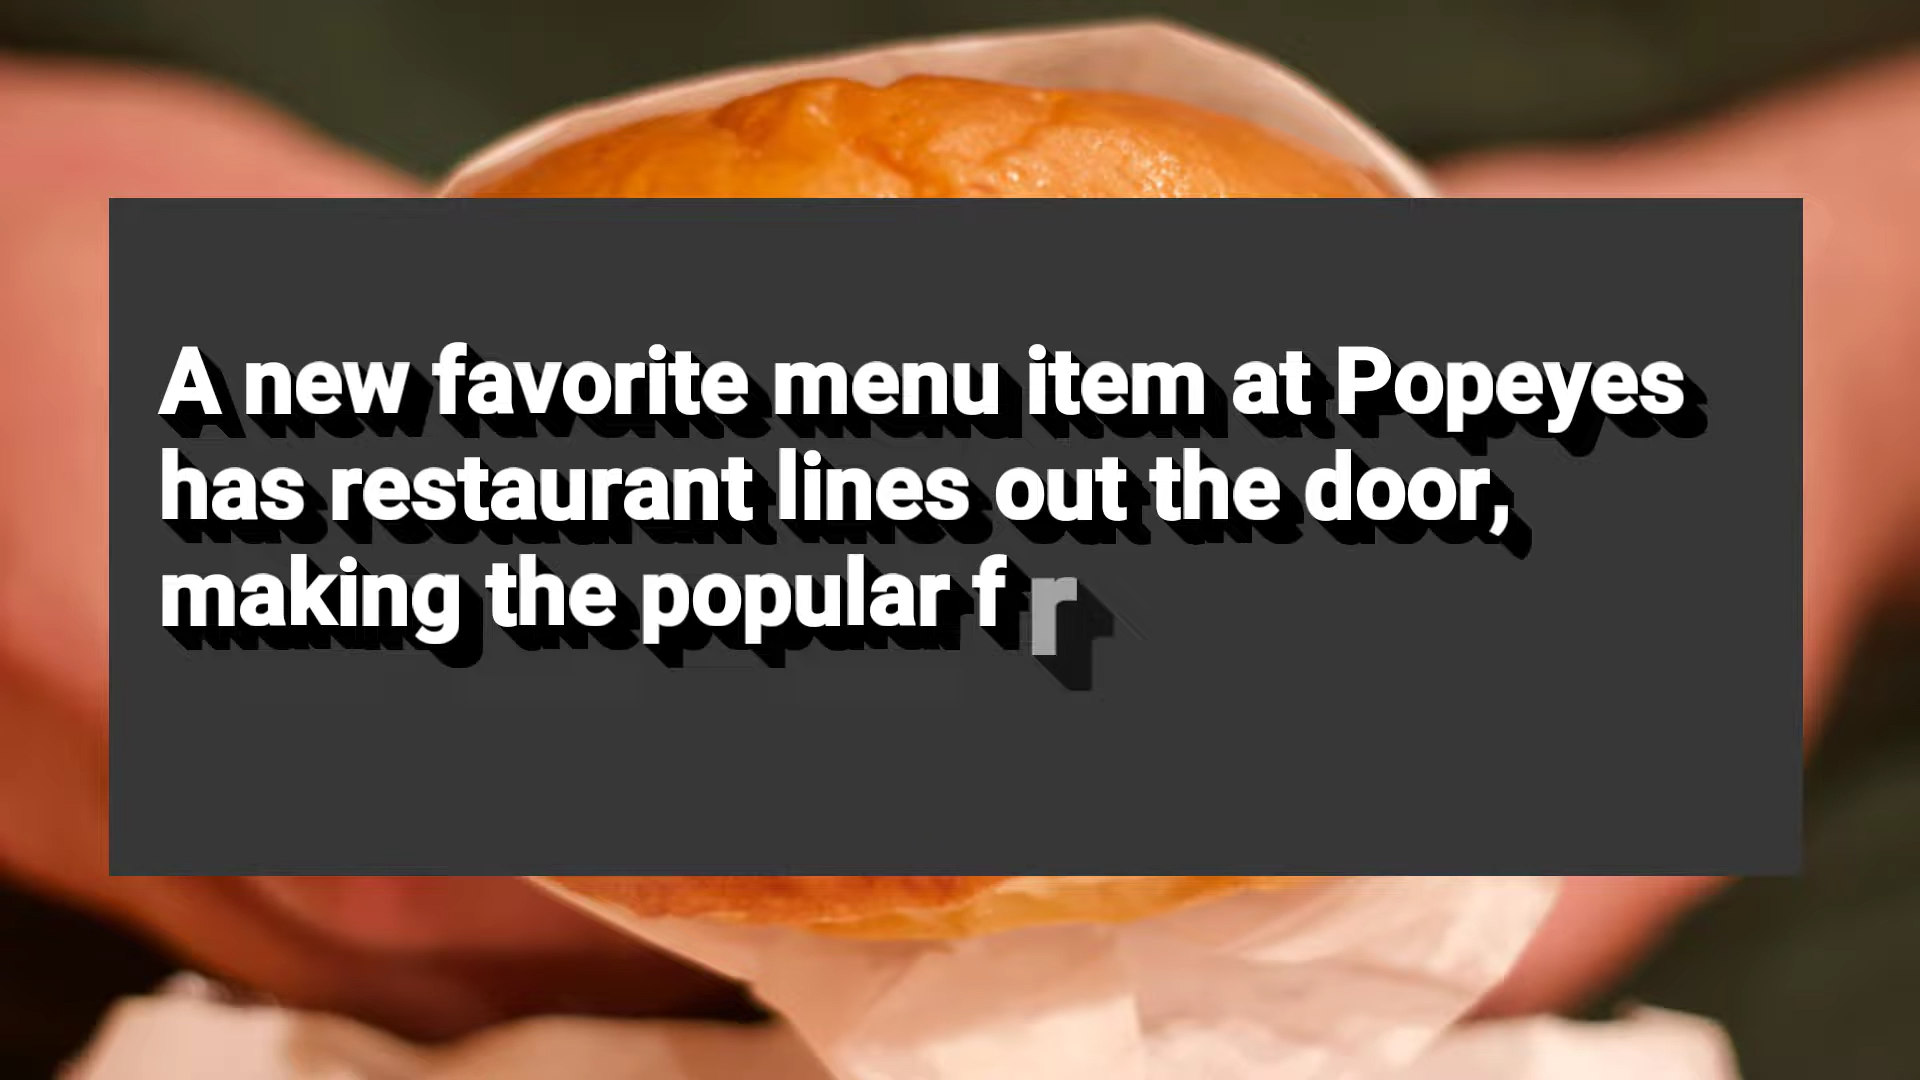 A new favorite menu item at Popeyes
has restaurant lines out the door,
making the popular fr